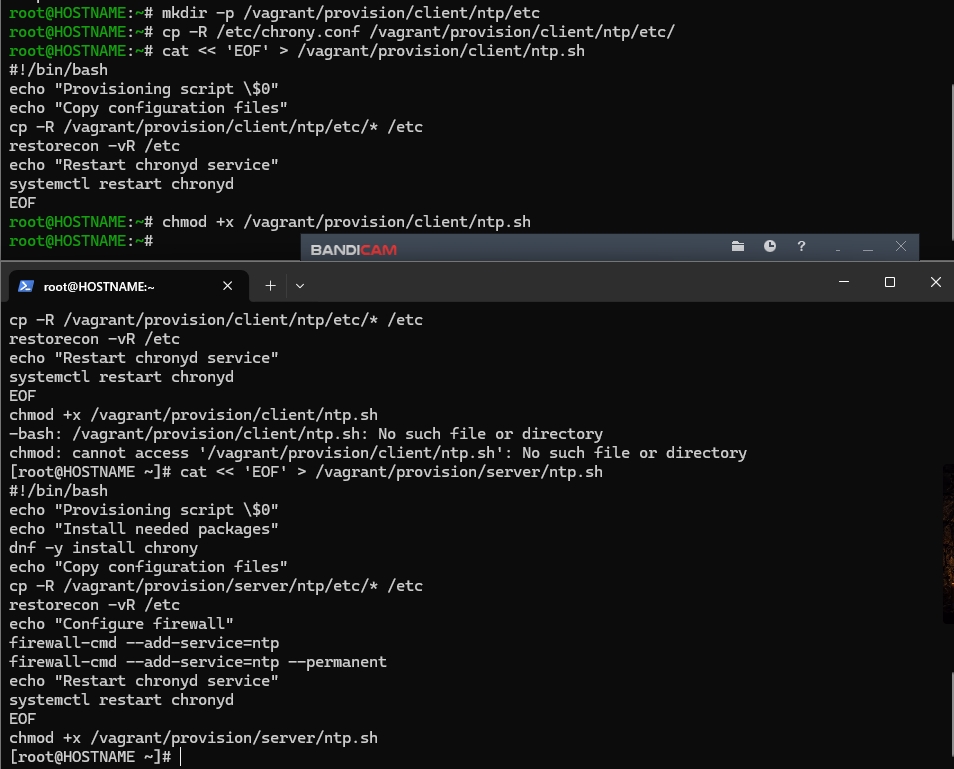 root@HOSTNAME:~# mkdir -p /vagrant/provision/client/ntp/etc
root@HOSTNAME:~# cp -R /etc/chrony.conf /vagrant/provision/client/ntp/etc/
root@HOSTNAME:~# cat << 'EOF' > /vagrant/provision/client/ntp.sh
#!/bin/bash
echo "Provisioning script \$0"
echo "Copy configuration files"
cp -R /vagrant/provision/client/ntp/etc/* /etc
restorecon -vR /etc
echo "Restart chronyd service"
systemctl restart chronyd
EOF
root@HOSTNAME:~# chmod +x /vagrant/provision/client/ntp.sh
root@HOSTNAME:~#
BANDICAM
root@HOSTNAME:~
cp -R /vagrant/provision/client/ntp/etc/* /etc
restorecon -vR /etc
echo "Restart chronyd service"
systemctl restart chronyd
EOF
chmod +x /vagrant/provision/client/ntp.sh
-bash: /vagrant/provision/client/ntp.sh: No such file or directory
chmod: cannot access '/vagrant/provision/client/ntp.sh': No such file or directory
[root@HOSTNAME ~]# cat << 'EOF' > /vagrant/provision/server/ntp.sh
#!/bin/bash
echo "Provisioning script \$0"
echo "Install needed packages"
dnf -y install chrony
echo "Copy configuration files"
cp -R /vagrant/provision/server/ntp/etc/* /etc
restorecon -vR /etc
echo "Configure firewall"
firewall-cmd --add-service=ntp
firewall-cmd --add-service=ntp --permanent
echo "Restart chronyd service"
systemctl restart chronyd
EOF
chmod +x /vagrant/provision/server/ntp.sh
[root@HOSTNAME ~]#